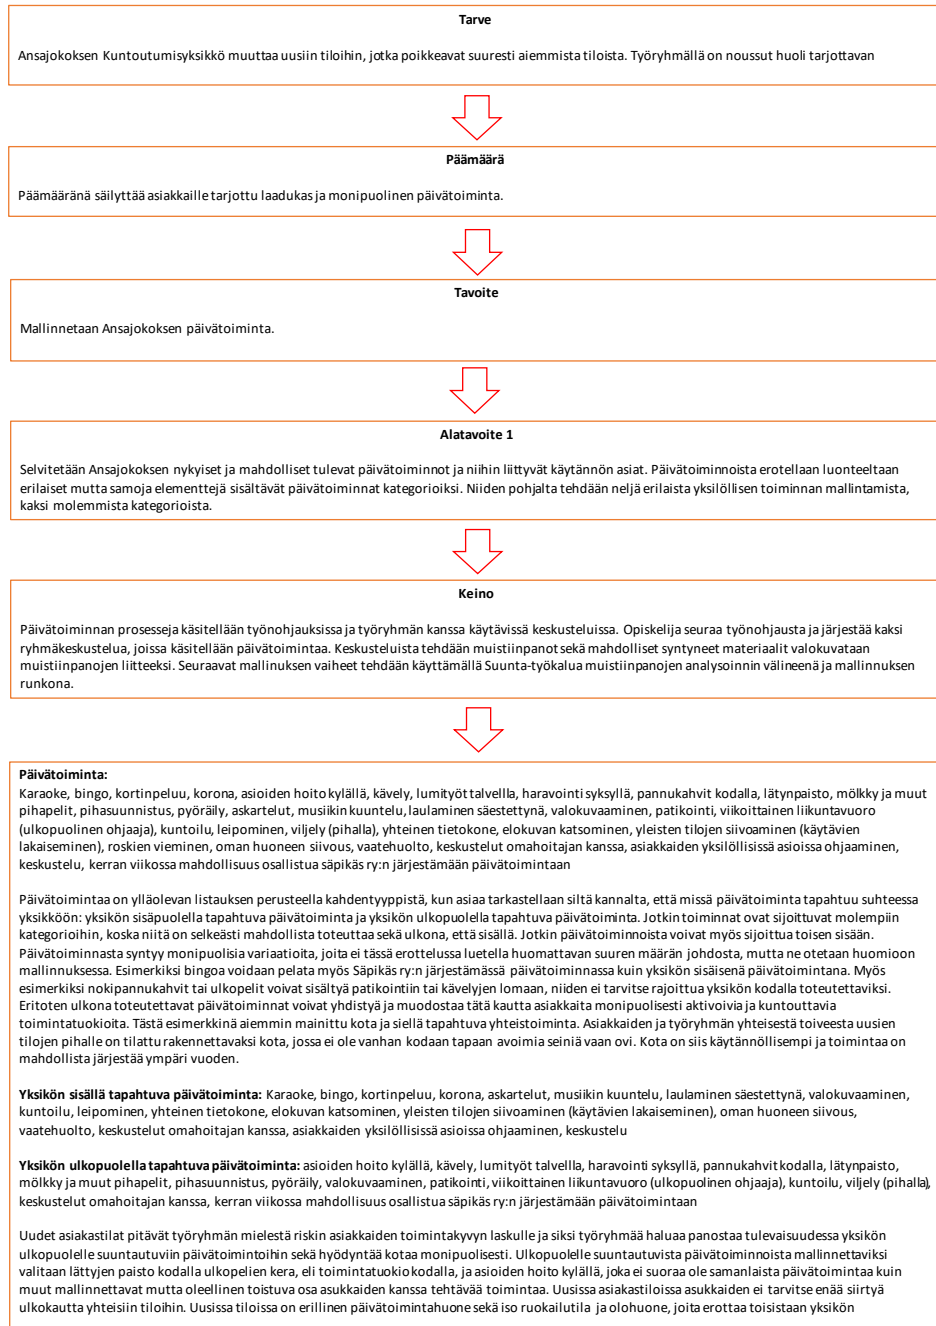 Tarve
Ansajokoksen Kuntoutumisyksikkö muuttaa uusiin tiloihin, jotka poikkeavat suuresti aiemmista tiloista. Työryhmällä on noussut huoli tarjottavan
Päämäärä
Päämääränä säilyttää asiakkaille tarjottu laadukas ja monipuolinen päivätoiminta.
Tavoite
Mallinnetaan Ansajokoksen päivätoiminta.
Alatavoite 1
Selvitetään Ansajokoksen nykyiset ja mahdolliset tulevat päivätoiminnot ja niihin liittyvät käytännön asiat. Päivätoiminnoista erotellaan luonteeltaan
erilaiset mutta samoja elementtejä sisältävät päivätoiminnat kategorioiksi. Niiden pohjalta tehdään neljä erilaista yksilöllisen toiminnan mallintamista,
kaksi molemmista kategorioista.
Keino
Päivätoiminnan prosesseja käsitellään työnohjauksissa ja työryhmän kanssa käytävissä keskusteluissa. Opiskelija seuraa työnohjausta ja järjestää kaksi
ryhmäkeskustelua, joissa käsitellään päivätoimintaa. Keskusteluista tehdään muistiinpanot sekä mahdolliset syntyneet materiaalit valokuvataan
muistiinpanojen liitteeksi. Seuraavat mallinuksen vaiheet tehdään käyttämällä Suunta-työkalua muistiinpanojen analysoinnin välineenä ja mallinnuksen
runkona.
Päivätoiminta:
Karaoke, bingo, kortinpeluu, korona, asioiden hoito kylällä, kävely, lumityöt talvellla, haravointi syksyllä, pannukahvit kodalla, lätynpaisto, mölkky ja muut
pihapelit, pihasuunnistus, pyöräily, askartelut, musiikin kuuntelu, laulaminen säestettynä, valokuvaaminen, patikointi, viikoittainen liikuntavuoro
(ulkopuolinen ohjaaja), kuntoilu, leipominen, viljely (pihalla), yhteinen tietokone, elokuvan katsominen, yleisten tilojen siivoaminen (käytävien
lakaiseminen), roskien vieminen, oman huoneen siivous, vaatehuolto, keskustelut omahoitajan kanssa, asiakkaiden yksilöllisissä asioissa ohjaaminen,
keskustelu, kerran viikossa mahdollisuus osallistua säpikäs ry:n järjestämään päivätoimintaan
Päivätoimintaa on ylläolevan listauksen perusteella kahdentyyppistä, kun asiaa tarkastellaan siltä kannalta, että missä päivätoiminta tapahtuu suhteessa
yksikköön: yksikön sisäpuolella tapahtuva päivätoiminta ja yksikön ulkopuolella tapahtuva päivätoiminta. Jotkin toiminnat ovat sijoittuvat molempiin
kategorioihin, koska niitä on selkeästi mahdollista toteuttaa sekä ulkona, että sisällä. Jotkin päivätoiminnoista voivat myös sijoittua toisen sisään.
Päivätoiminnasta syntyy monipuolisia variaatioita, joita ei tässä erottelussa luetella huomattavan suuren määrän johdosta, mutta ne otetaan huomioon
mallinnuksessa. Esimerkiksi bingoa voidaan pelata myös Säpikäs ry:n järjestämässä päivätoiminnassa kuin yksikön sisäisenä päivätoimintana. Myös
esimerkiksi nokipannukahvit tai ulkopelit voivat sisältyä patikointiin tai kävelyjen lomaan, niiden ei tarvitse rajoittua yksikön kodalla toteutettaviksi.
Eritoten ulkona toteutettavat päivätoiminnat voivat yhdistyä ja muodostaa tätä kautta asiakkaita monipuolisesti aktivoivia ja kuntouttavia
toimintatuokioita. Tästä esimerkkinä aiemmin mainittu kota ja siellä tapahtuva yhteistoiminta. Asiakkaiden ja työryhmän yhteisestä toiveesta uusien
tilojen pihalle on tilattu rakennettavaksi kota, jossa ei ole vanhan kodaan tapaan avoimia seiniä vaan ovi. Kota on siis käytännöllisempi ja toimintaa on
mahdollista järjestää ympäri vuoden.
Yksikön sisällä tapahtuva päivätoiminta: Karaoke, bingo, kortinpeluu, korona, askartelut, musiikin kuuntelu, laulaminen säestettynä, valokuvaaminen,
kuntoilu, leipominen, yhteinen tietokone, elokuvan katsominen, yleisten tilojen siivoaminen (käytävien lakaiseminen), oman huoneen siivous,
vaatehuolto, keskustelut omahoitajan kanssa, asiakkaiden yksilöllisissä asioissa ohjaaminen, keskustelu
Yksikön ulkopuolella tapahtuva päivätoiminta: asioiden hoito kylällä, kävely, lumityöt talvellla, haravointi syksyllä, pannukahvit kodalla, lätynpaisto,
mölkky ja muut pihapelit, pihasuunnistus, pyöräily, valokuvaaminen, patikointi, viikoittainen liikuntavuoro (ulkopuolinen ohjaaja), kuntoilu, viljely (pihalla),
keskustelut omahoitajan kanssa, kerran viikossa mahdollisuus osallistua säpikäs ry:n järjestämään päivätoimintaan
Uudet asiakastilat pitävät työryhmän mielestä riskin asiakkaiden toimintakyvyn laskulle ja siksi työryhmää haluaa panostaa tulevaisuudessa yksikön
ulkopuolelle suuntautuviin päivätoimintoihin sekä hyödyntää kotaa monipuolisesti. Ulkopuolelle suuntautuvista päivätoiminnoista mallinnettaviksi
valitaan lättyjen paisto kodalla ulkopelien kera, eli toimintatuokio kodalla, ja asioiden hoito kylällä, joka ei suoraa ole samanlaista päivätoimintaa kuin
muut mallinnettavat mutta oleellinen toistuva osa asukkaiden kanssa tehtävää toimintaa. Uusissa asiakastiloissa asukkaiden ei tarvitse enää siirtyä
ulkokautta yhteisiin tiloihin. Uusissa tiloissa on erillinen päivätoimintahuone sekä iso ruokailutila ja olohuone, joita erottaa toisistaan yksikön